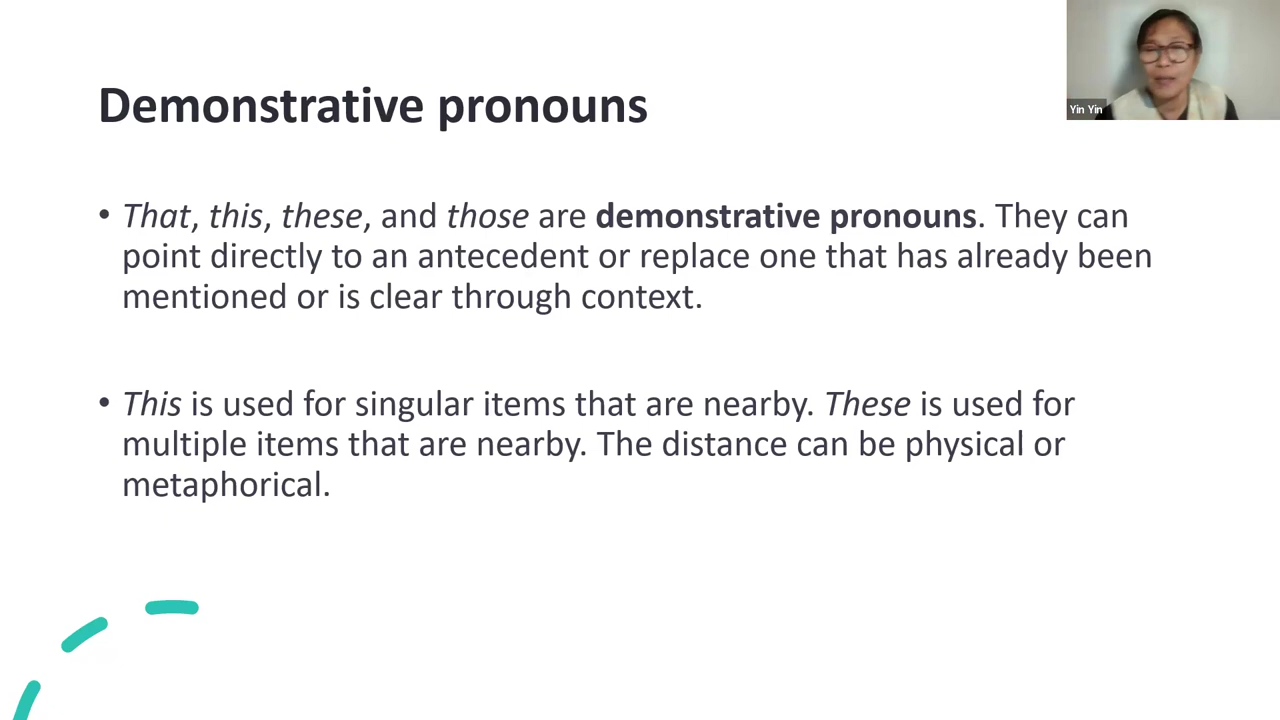 Demonstrative pronouns
Yin Yin
• That, this, these, and those are demonstrative pronouns. They can
point directly to an antecedent or replace one that has already been
mentioned or is clear through context.
• This is used for singular items that are nearby. These is used for
multiple items that are nearby. The distance can be physical or
metaphorical.